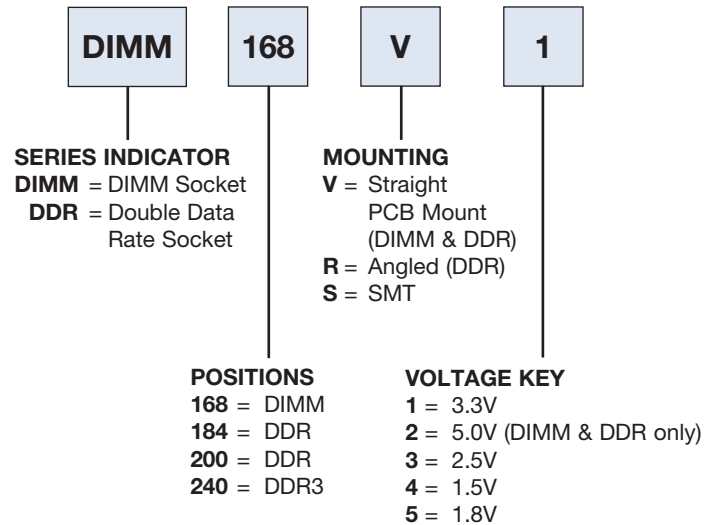 DIMM 168 V 1
SERIES INDICATOR
DIMM = DIMM Socket
DDR = Double Data
Rate Socket
MOUNTING
V = Straight
PCB Mount
(DIMM & DDR)
R = Angled (DDR)
S = SMT
POSITIONS
168 = DIMM
184 = DDR
200 = DDR
240 = DDR3
VOLTAGE KEY
1 = 3.3V
2 = 5.0V (DIMM & DDR only)
3 = 2.5V
4 = 1.5V
5 = 1.8V